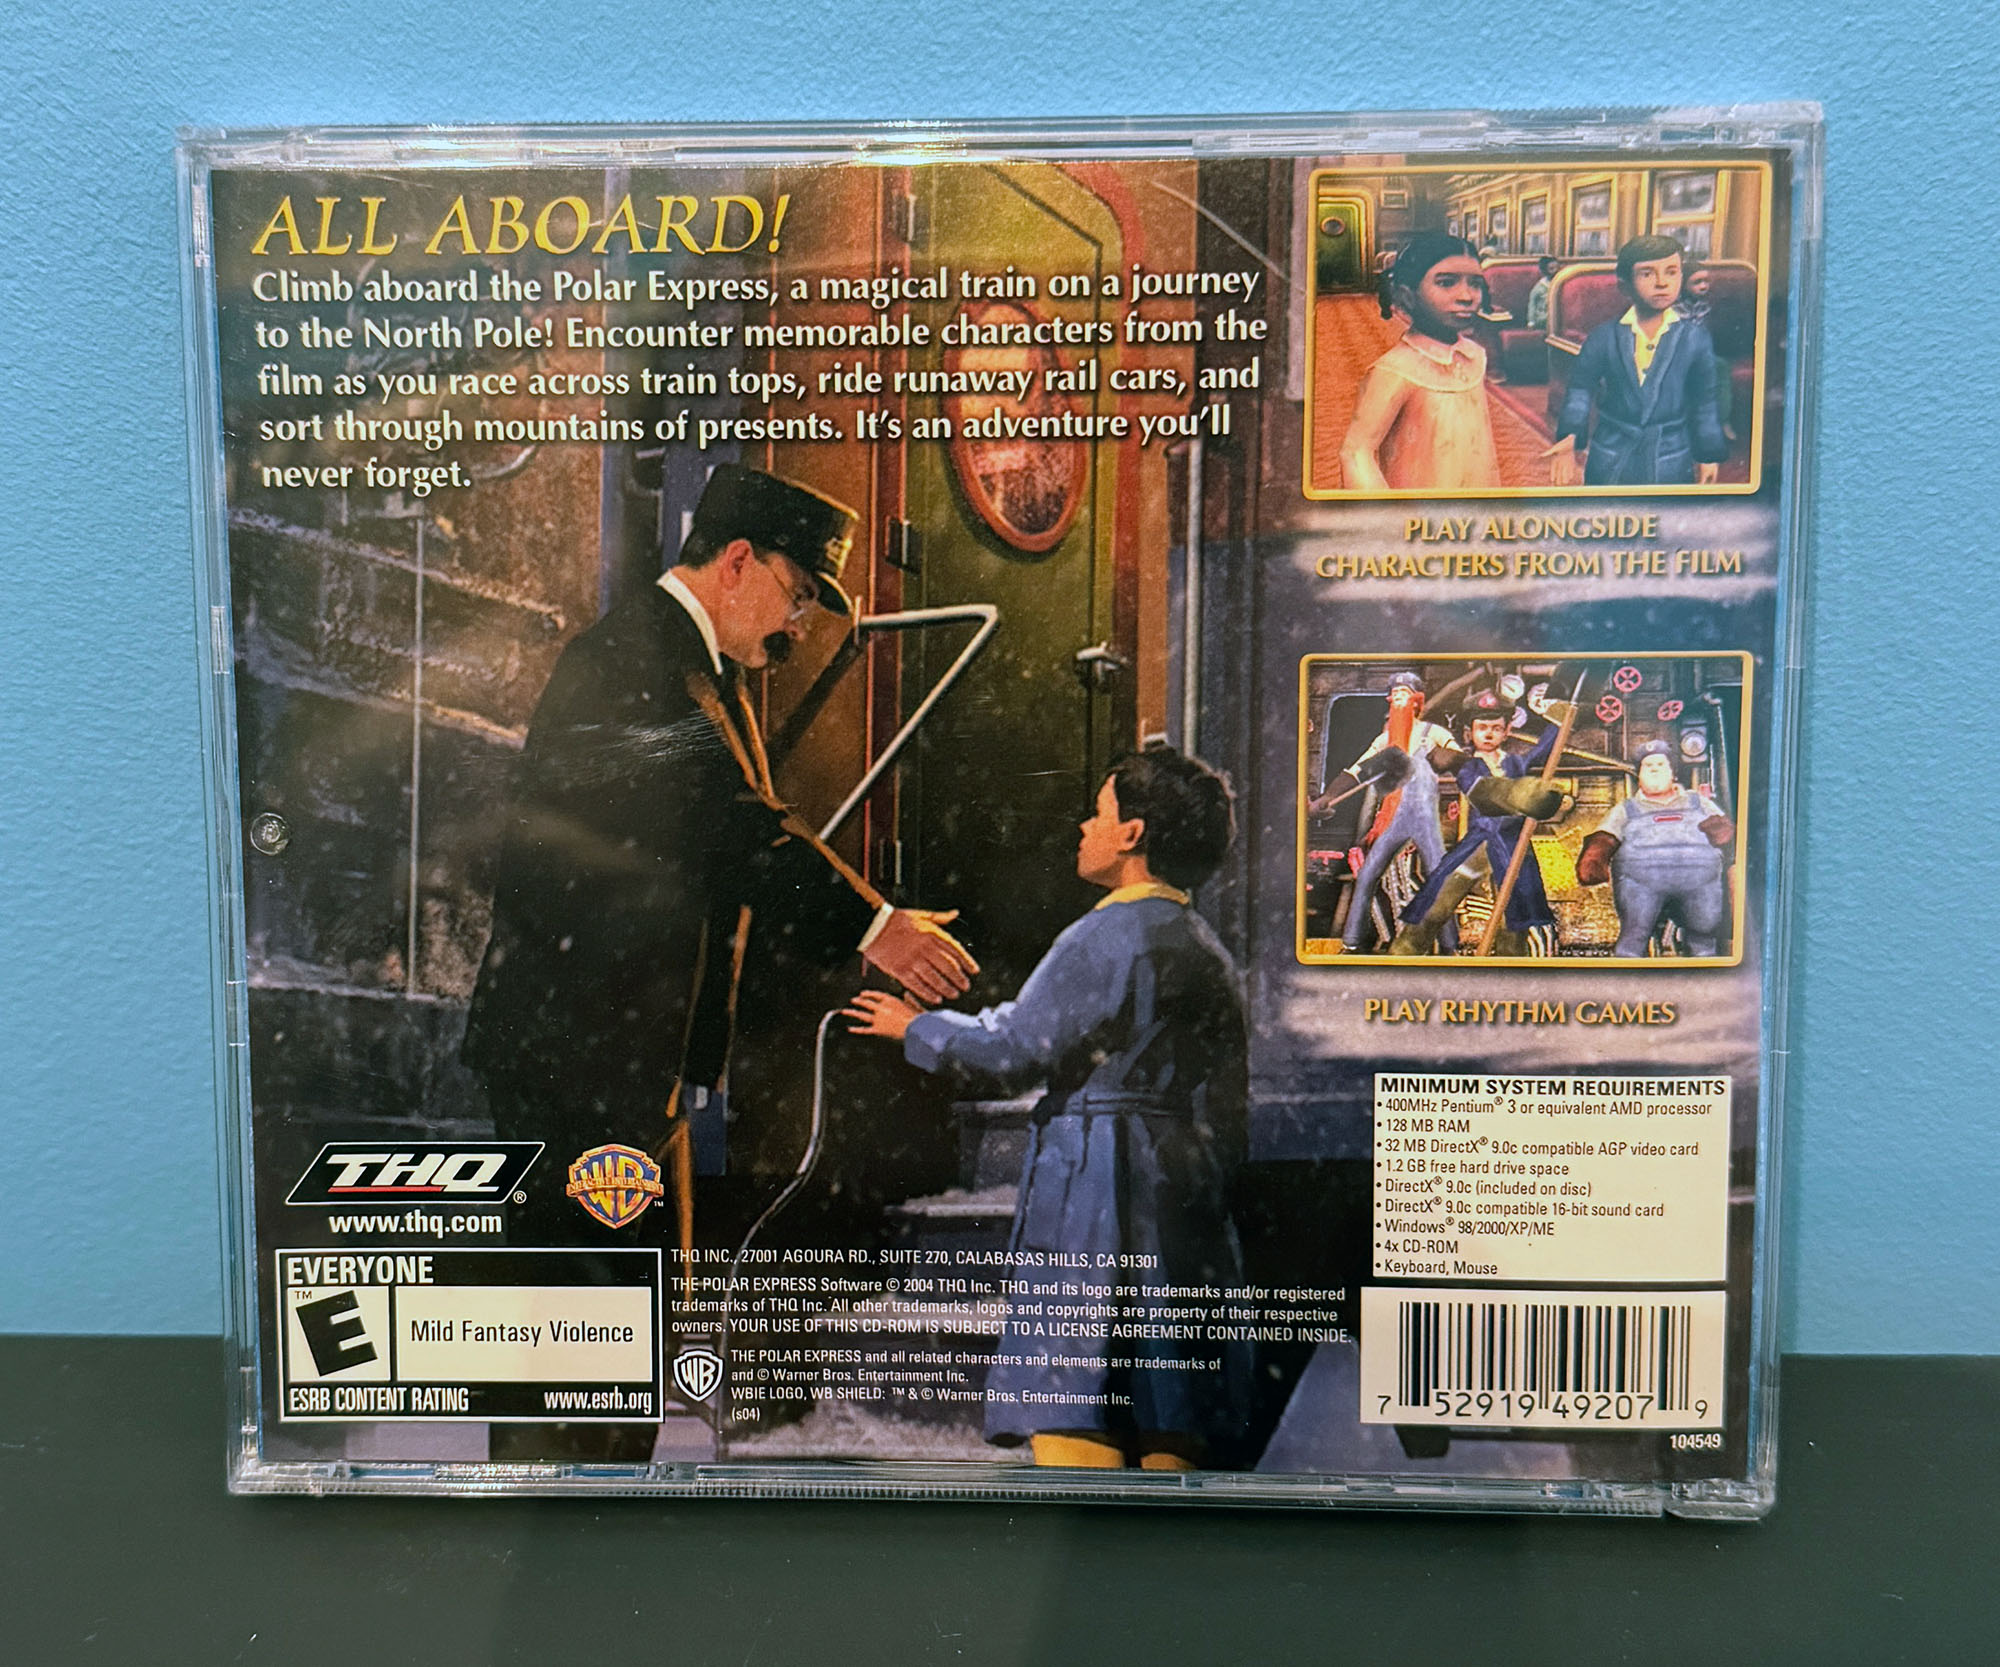 ALL ABOARD!
Climb aboard the Polar Express, a magical train on a journey
to the North Pole! Encounter memorable characters from the
film as you race across train tops, ride runaway rail cars, and
sort through mountains of presents. It's an adventure you'll
never forget.
PLAY ALONGSIDE
CHARACTERS FROM THE FILM
PLAY RHYTHM GAMES
MINIMUM SYSTEM REQUIREMENTS
• 400MHz Pentium® 3 or equivalent AMD processor
• 128 MB RAM
• 32 MB DirectX® 9.0c compatible AGP video card
• 1.2 GB free hard drive space
• DirectX® 9.0c (included on disc)
• DirectX® 9.0c compatible 16-bit sound card
• Windows® 98/2000/XP/ME
• 4x CD-ROM
• Keyboard, Mouse
THQ®
www.thq.com
WB
INTERACTIVE ENTERTAINMENT
™
EVERYONE
™
E
Mild Fantasy Violence
ESRB CONTENT RATING www.esrb.org
THQ INC., 27001 AGOURA RD., SUITE 270, CALABASAS HILLS, CA 91301
THE POLAR EXPRESS Software © 2004 THQ Inc. THQ and its logo are trademarks and/or registered
trademarks of THQ Inc. All other trademarks, logos and copyrights are property of their respective
owners. YOUR USE OF THIS CD-ROM IS SUBJECT TO A LICENSE AGREEMENT CONTAINED INSIDE.
WB
THE POLAR EXPRESS and all related characters and elements are trademarks of
and © Warner Bros. Entertainment Inc.
WBIE LOGO, WB SHIELD: ™ & © Warner Bros. Entertainment Inc.
(s04)
7 52919 49207 9
104549